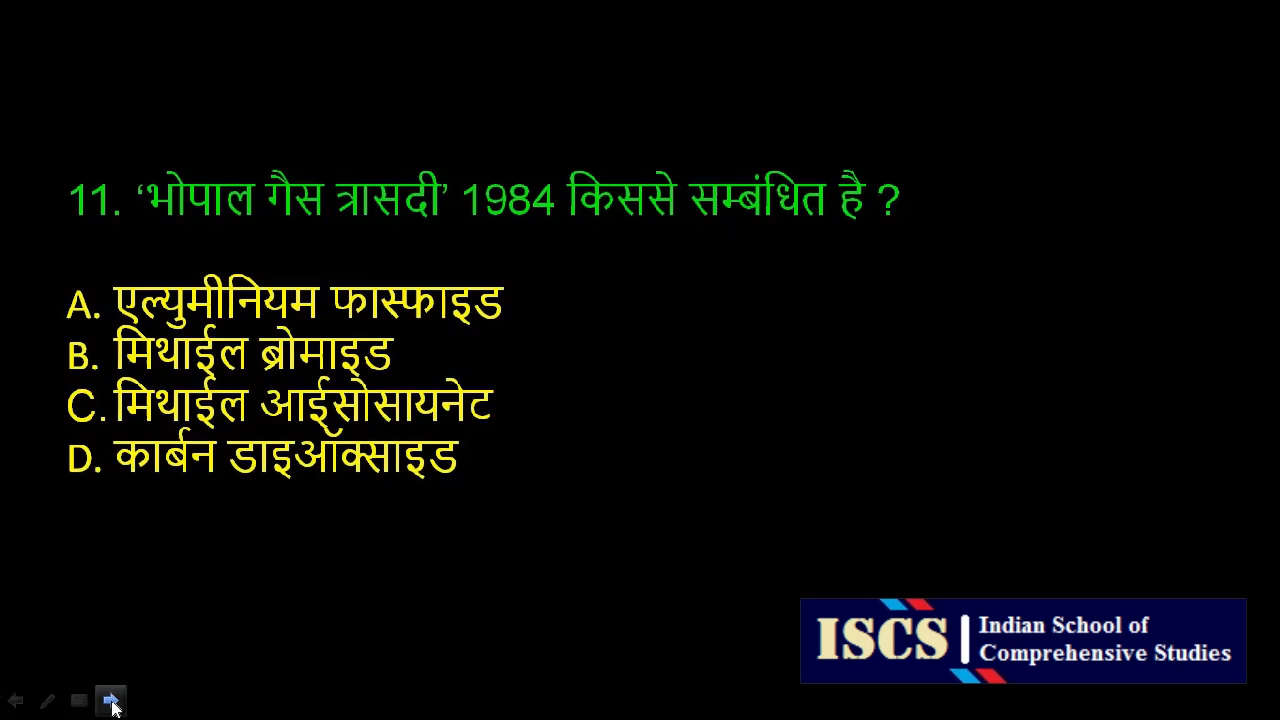 11. ‘भोपाल गैस त्रासदी’ 1984 किससे सम्बंधित है ?
A. एल्युमीनियम फास्फाइड
B. मिथाईल ब्रोमाइड
C. मिथाईल आईसोसायनेट
D. कार्बन डाइऑक्साइड
ISCS
Indian School of
Comprehensive Studies